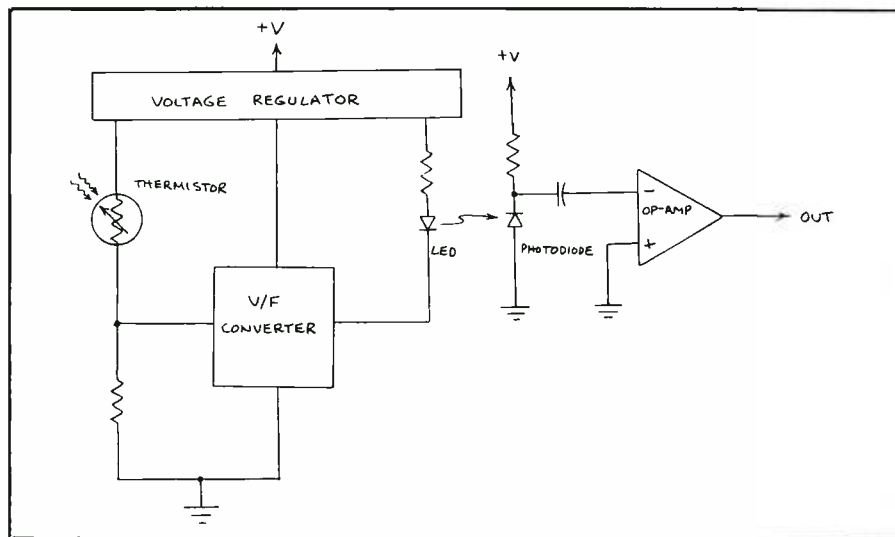 +V
VOLTAGE REGULATOR
+V
THERMISTOR
LED
PHOTODIODE
-
OP-AMP
+
OUT
V/F
CONVERTER